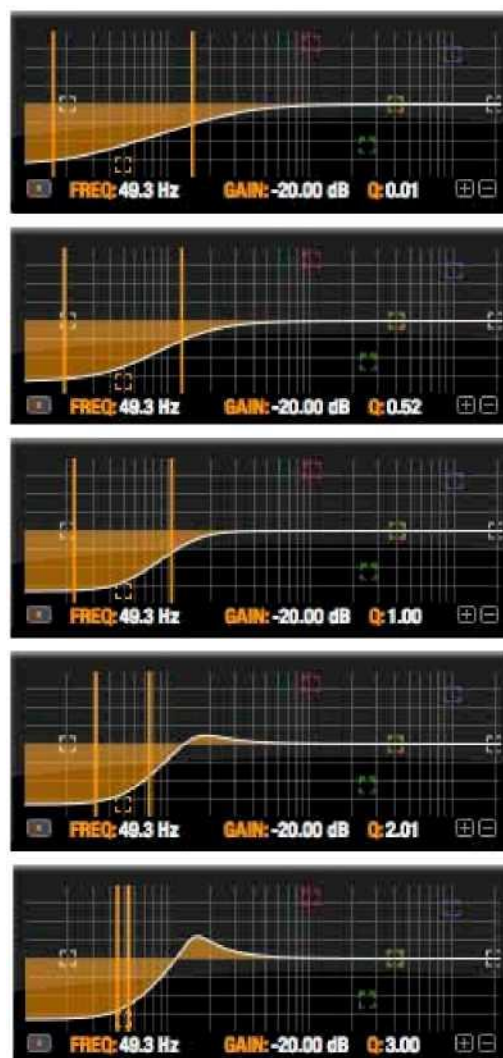 FREQ: 49.3 Hz GAIN: -20.00 dB Q: 0.01
FREQ: 49.3 Hz GAIN: -20.00 dB Q: 0.52
FREQ: 49.3 Hz GAIN: -20.00 dB Q: 1.00
FREQ: 49.3 Hz GAIN: -20.00 dB Q: 2.01
FREQ: 49.3 Hz GAIN: -20.00 dB Q: 3.00